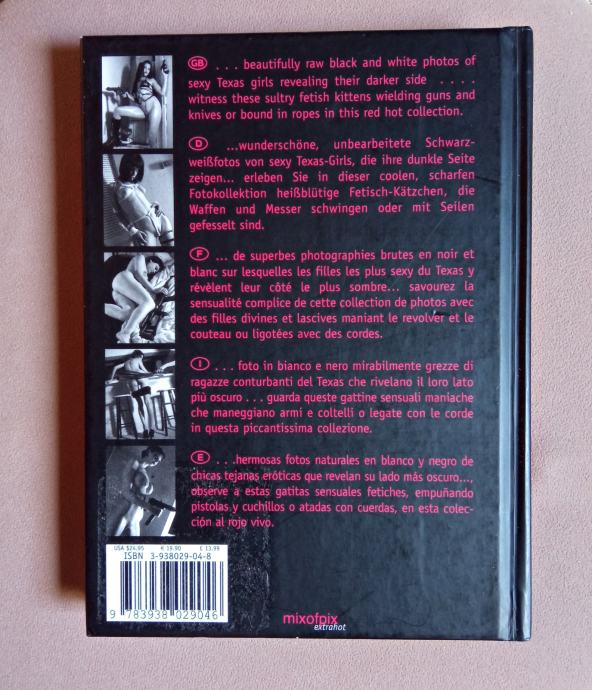 GB ... beautifully raw black and white photos of
sexy Texas girls revealing their darker side ....
witness these sultry fetish kittens wielding guns and
knives or bound in ropes in this red hot collection.
D ...wunderschöne, unbearbeitete Schwarz-
weißfotos von sexy Texas-Girls, die ihre dunkle Seite
zeigen... erleben Sie in dieser coolen, scharfen
Fotokollektion heißblütige Fetisch-Kätzchen, die
Waffen und Messer schwingen oder mit Seilen
gefesselt sind.
F ... de superbes photographies brutes en noir et
blanc sur lesquelles les filles les plus sexy du Texas y
révèlent leur côté le plus sombre... savourez la
sensualité complice de cette collection de photos avec
des filles divines et lascives maniant le revolver et le
couteau ou ligotées avec des cordes.
I ... foto in bianco e nero mirabilmente grezze di
ragazze conturbanti del Texas che rivelano il loro lato
più oscuro ... guarda queste gattine sensuali maniache
che maneggiano armi e coltelli o legate con le corde
in questa piccantissima collezione.
E ...hermosas fotos naturales en blanco y negro de
chicas tejanas eróticas que revelan su lado más oscuro...,
observe a estas gatitas sensuales fetiches, empuñando
pistolas y cuchillos o atadas con cuerdas, en esta colec-
ción al rojo vivo.
USA $24.95 € 19.90 £ 13.99
ISBN 3-938029-04-8
9 783938 029046
mixofpix
extrahot